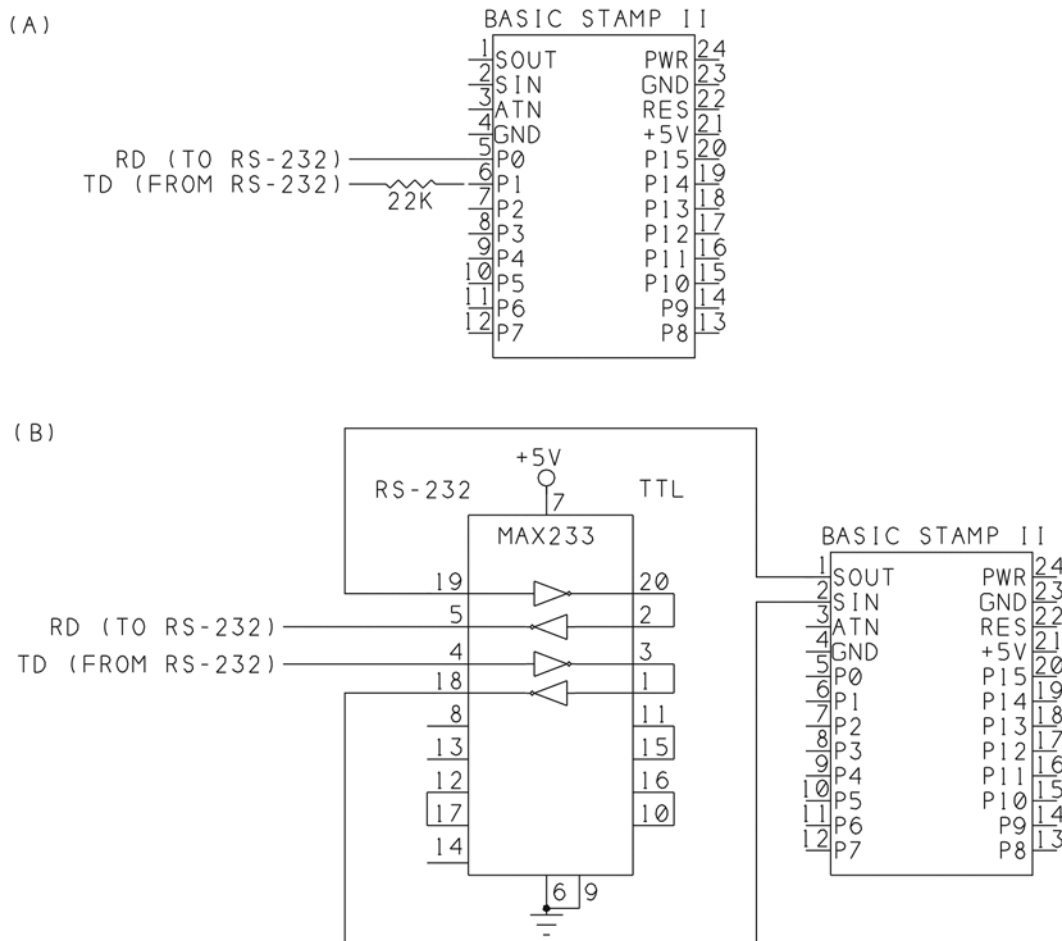 (A)
BASIC STAMP II
1 SOUT PWR 24
2 SIN GND 23
3 ATN RES 22
4 GND +5V 21
RD (TO RS-232) 5 P0 P15 20
TD (FROM RS-232) 22K 6 P1 P14 19
7 P2 P13 18
8 P3 P12 17
9 P4 P11 16
10 P5 P10 15
11 P6 P9 14
12 P7 P8 13
(B)
+5V
RS-232 7 TTL
MAX233
19 20
RD (TO RS-232) 5 2
TD (FROM RS-232) 4 3
18 1
8 11
13 15
12 16
17 10
14
6 9
BASIC STAMP II
1 SOUT PWR 24
2 SIN GND 23
3 ATN RES 22
4 GND +5V 21
5 P0 P15 20
6 P1 P14 19
7 P2 P13 18
8 P3 P12 17
9 P4 P11 16
10 P5 P10 15
11 P6 P9 14
12 P7 P8 13